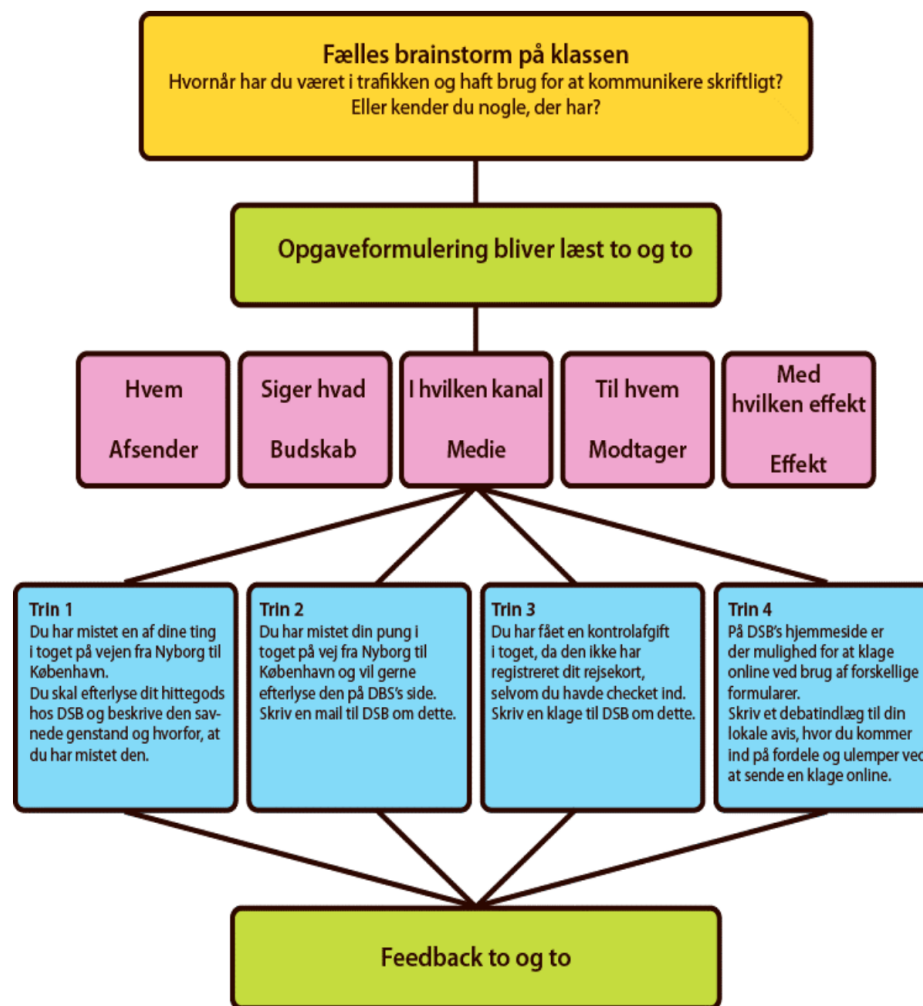 Fælles brainstorm på klassen
Hvornår har du været i trafikken og haft brug for at kommunikere skriftligt?
Eller kender du nogle, der har?
Opgaveformulering bliver læst to og to
Hvem
Afsender
Siger hvad
Budskab
I hvilken kanal
Medie
Til hvem
Modtager
Med
hvilken effekt
Effekt
Trin 1
Du har mistet en af dine ting
i toget på vejen fra Nyborg til
København.
Du skal efterlyse dit hittegods
hos DSB og beskrive den sav-
nede genstand og hvorfor, at
du har mistet den.
Trin 2
Du har mistet din pung i
toget på vej fra Nyborg til
København og vil gerne
efterlyse den på DBS's side.
Skriv en mail til DSB om dette.
Trin 3
Du har fået en kontrolafgift
i toget, da den ikke har
registreret dit rejsekort,
selvom du havde checket ind.
Skriv en klage til DSB om dette.
Trin 4
På DSB's hjemmeside er
der mulighed for at klage
online ved brug af forskellige
formularer.
Skriv et debatindlæg til din
lokale avis, hvor du kommer
ind på fordele og ulemper ved
at sende en klage online.
Feedback to og to